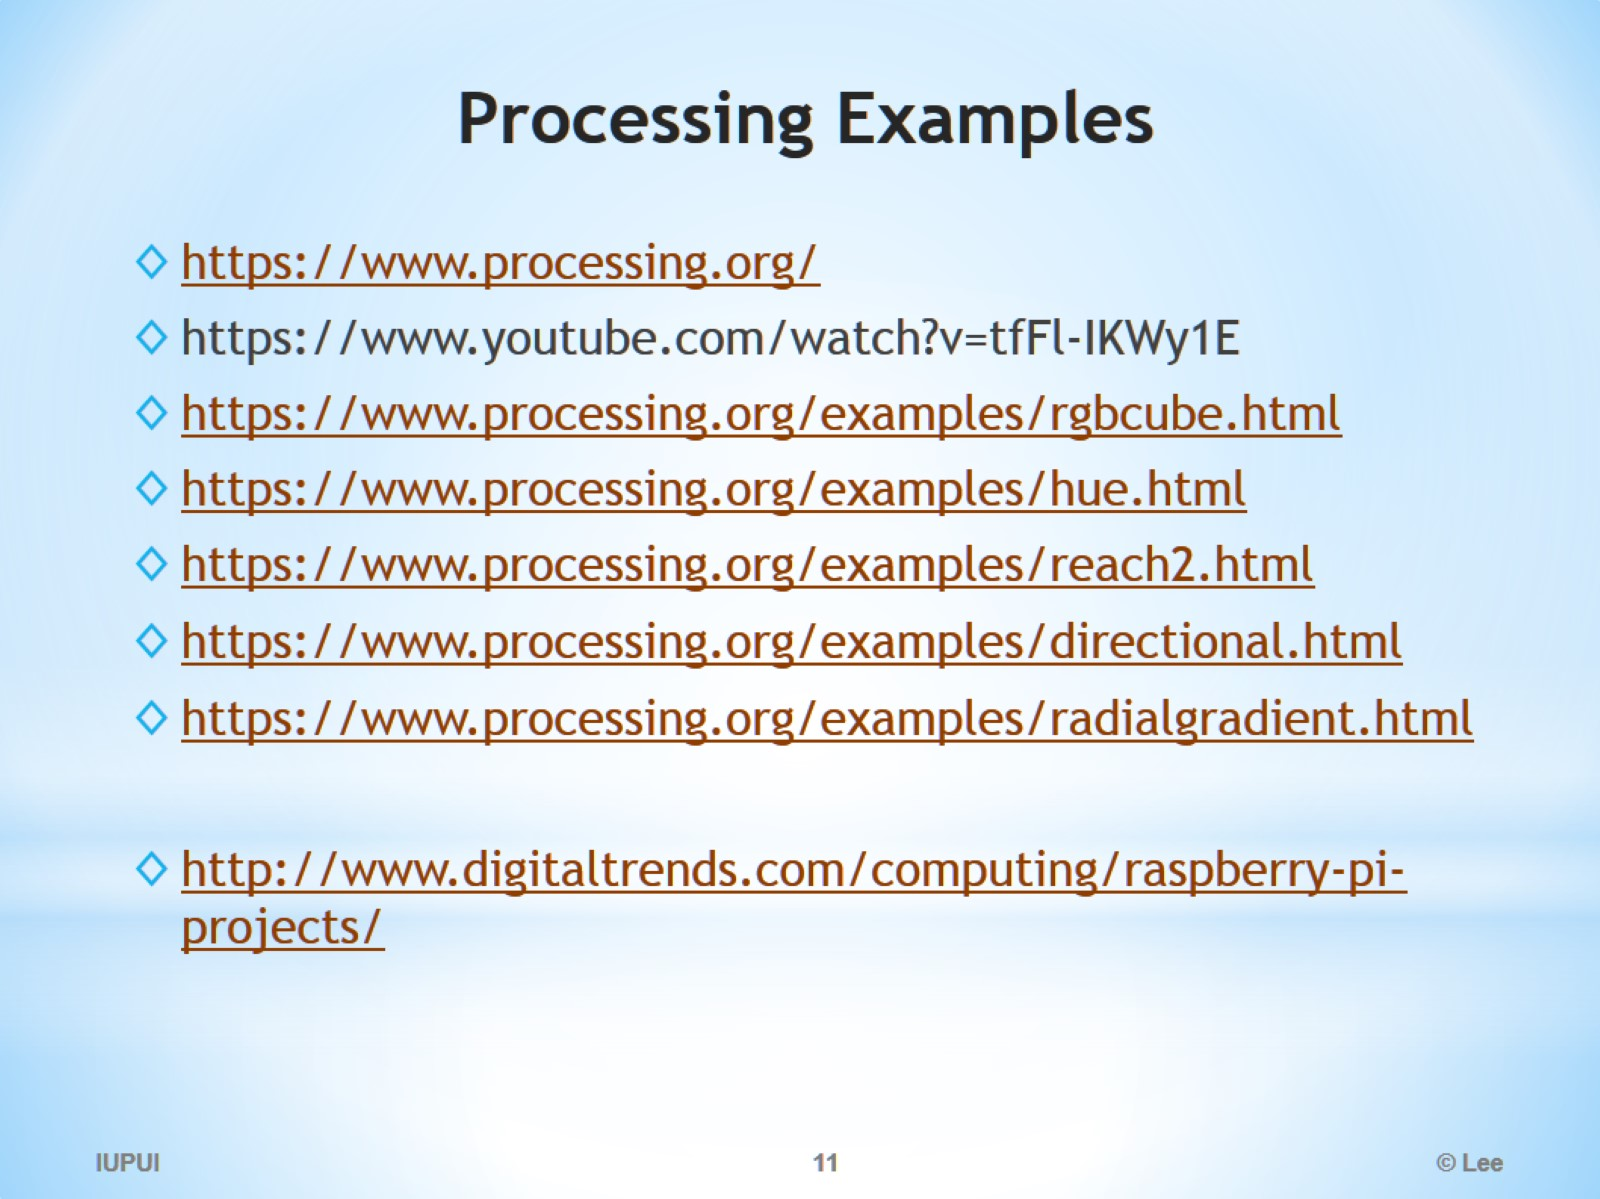 Processing Examples
https://www.processing.org/
https://www.youtube.com/watch?v=tfFl-IKWy1E
https://www.processing.org/examples/rgbcube.html
https://www.processing.org/examples/hue.html
https://www.processing.org/examples/reach2.html
https://www.processing.org/examples/directional.html
https://www.processing.org/examples/radialgradient.html
http://www.digitaltrends.com/computing/raspberry-pi-
projects/
IUPUI 11 © Lee